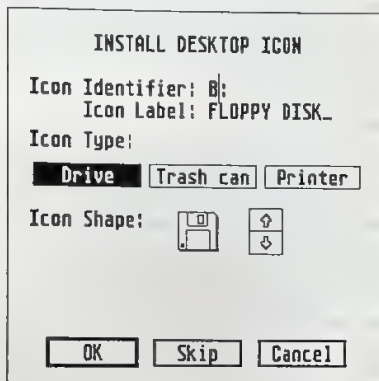 INSTALL DESKTOP ICON
Icon Identifier: B:
Icon Label: FLOPPY DISK_
Icon Type:
Drive Trash can Printer
Icon Shape:
OK Skip Cancel